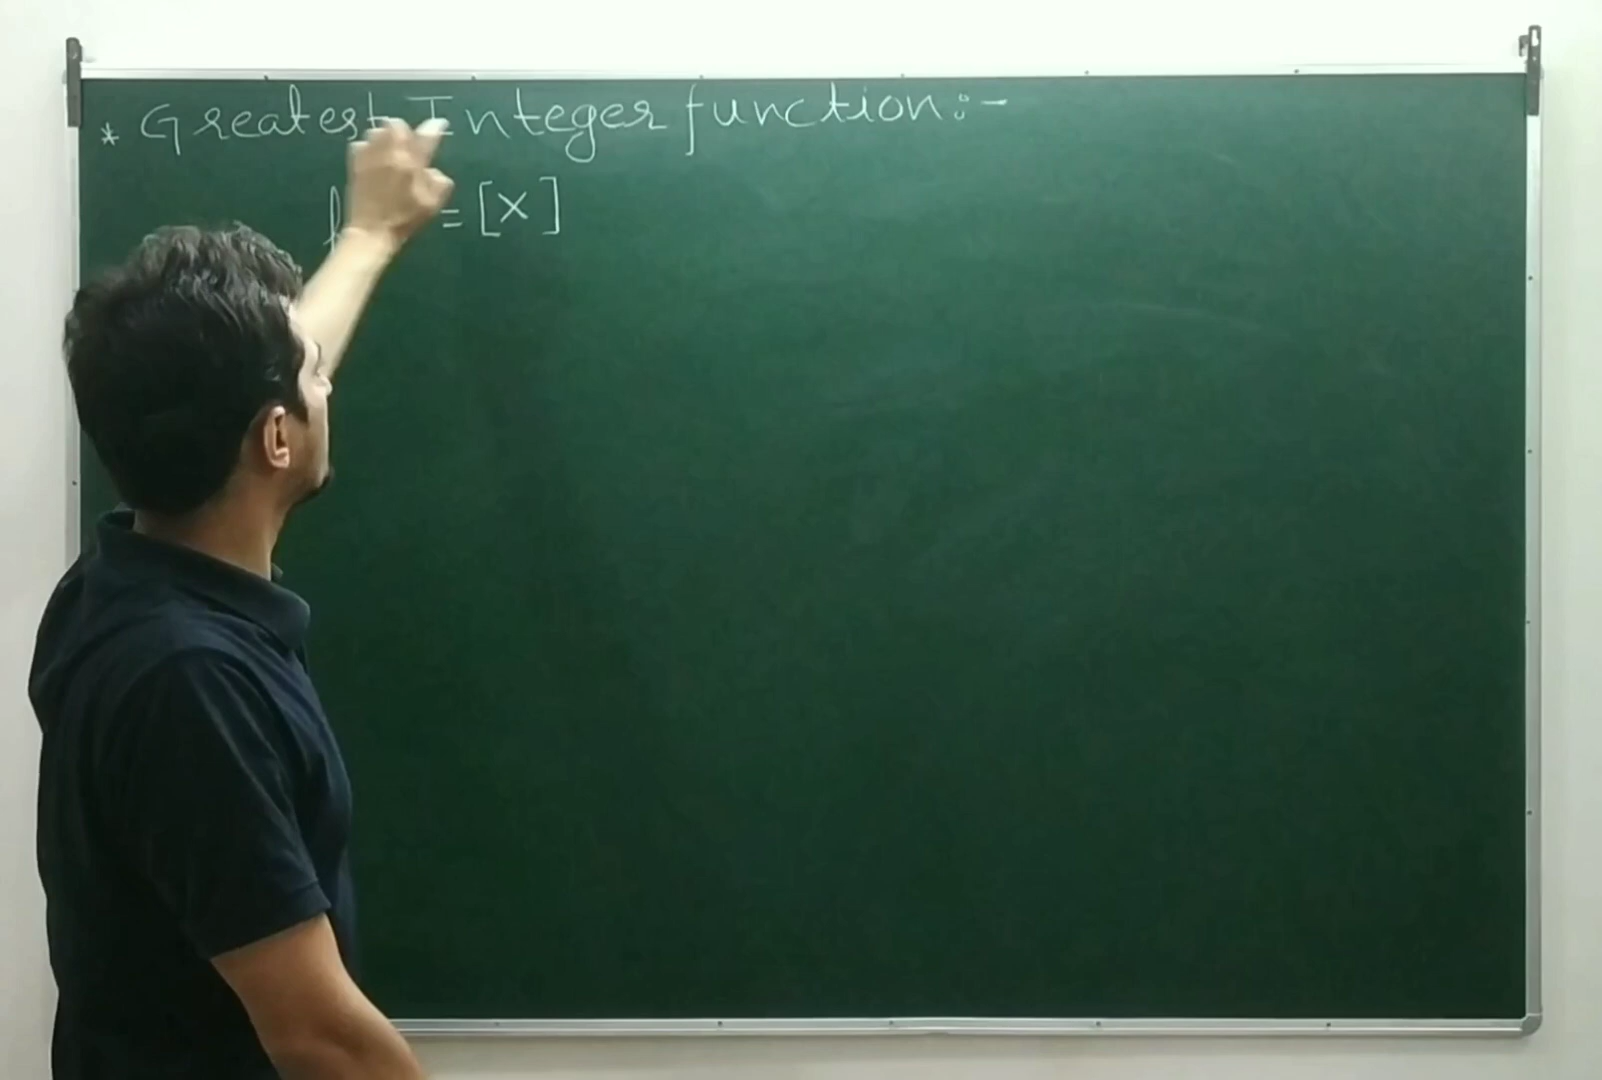 * Greatest Integer function :-
= [x]